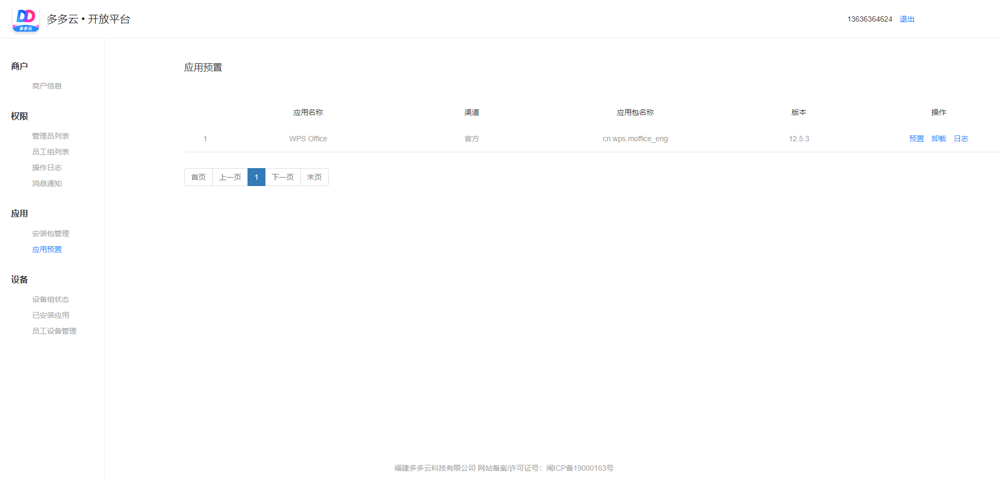 DD
多多云
多多云 • 开放平台
13636364624 退出
商户
商户信息
权限
管理员列表
员工组列表
操作日志
消息通知
应用
安装包管理
应用预置
设备
设备组状态
已安装应用
员工设备管理
应用预置
应用名称 渠道 应用包名称 版本 操作
1 WPS Office 官方 cn.wps.moffice_eng 12.5.3 预置 卸载 日志
首页 上一页 1 下一页 末页
福建多多云科技有限公司 网站备案/许可证号：闽ICP备19000163号